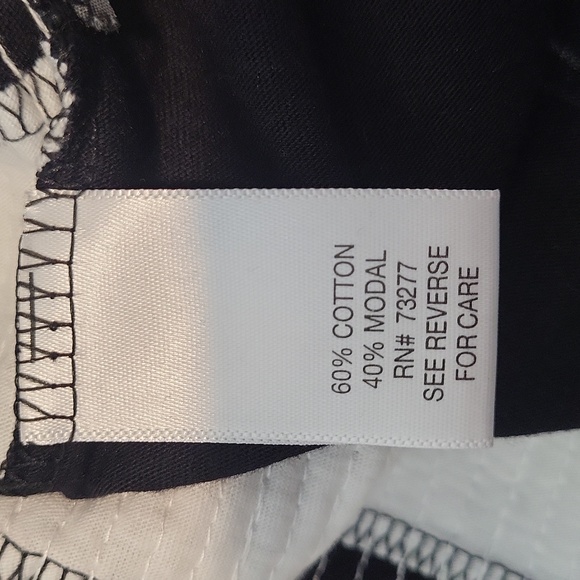 60% COTTON
40% MODAL
RN# 73277
SEE REVERSE
FOR CARE